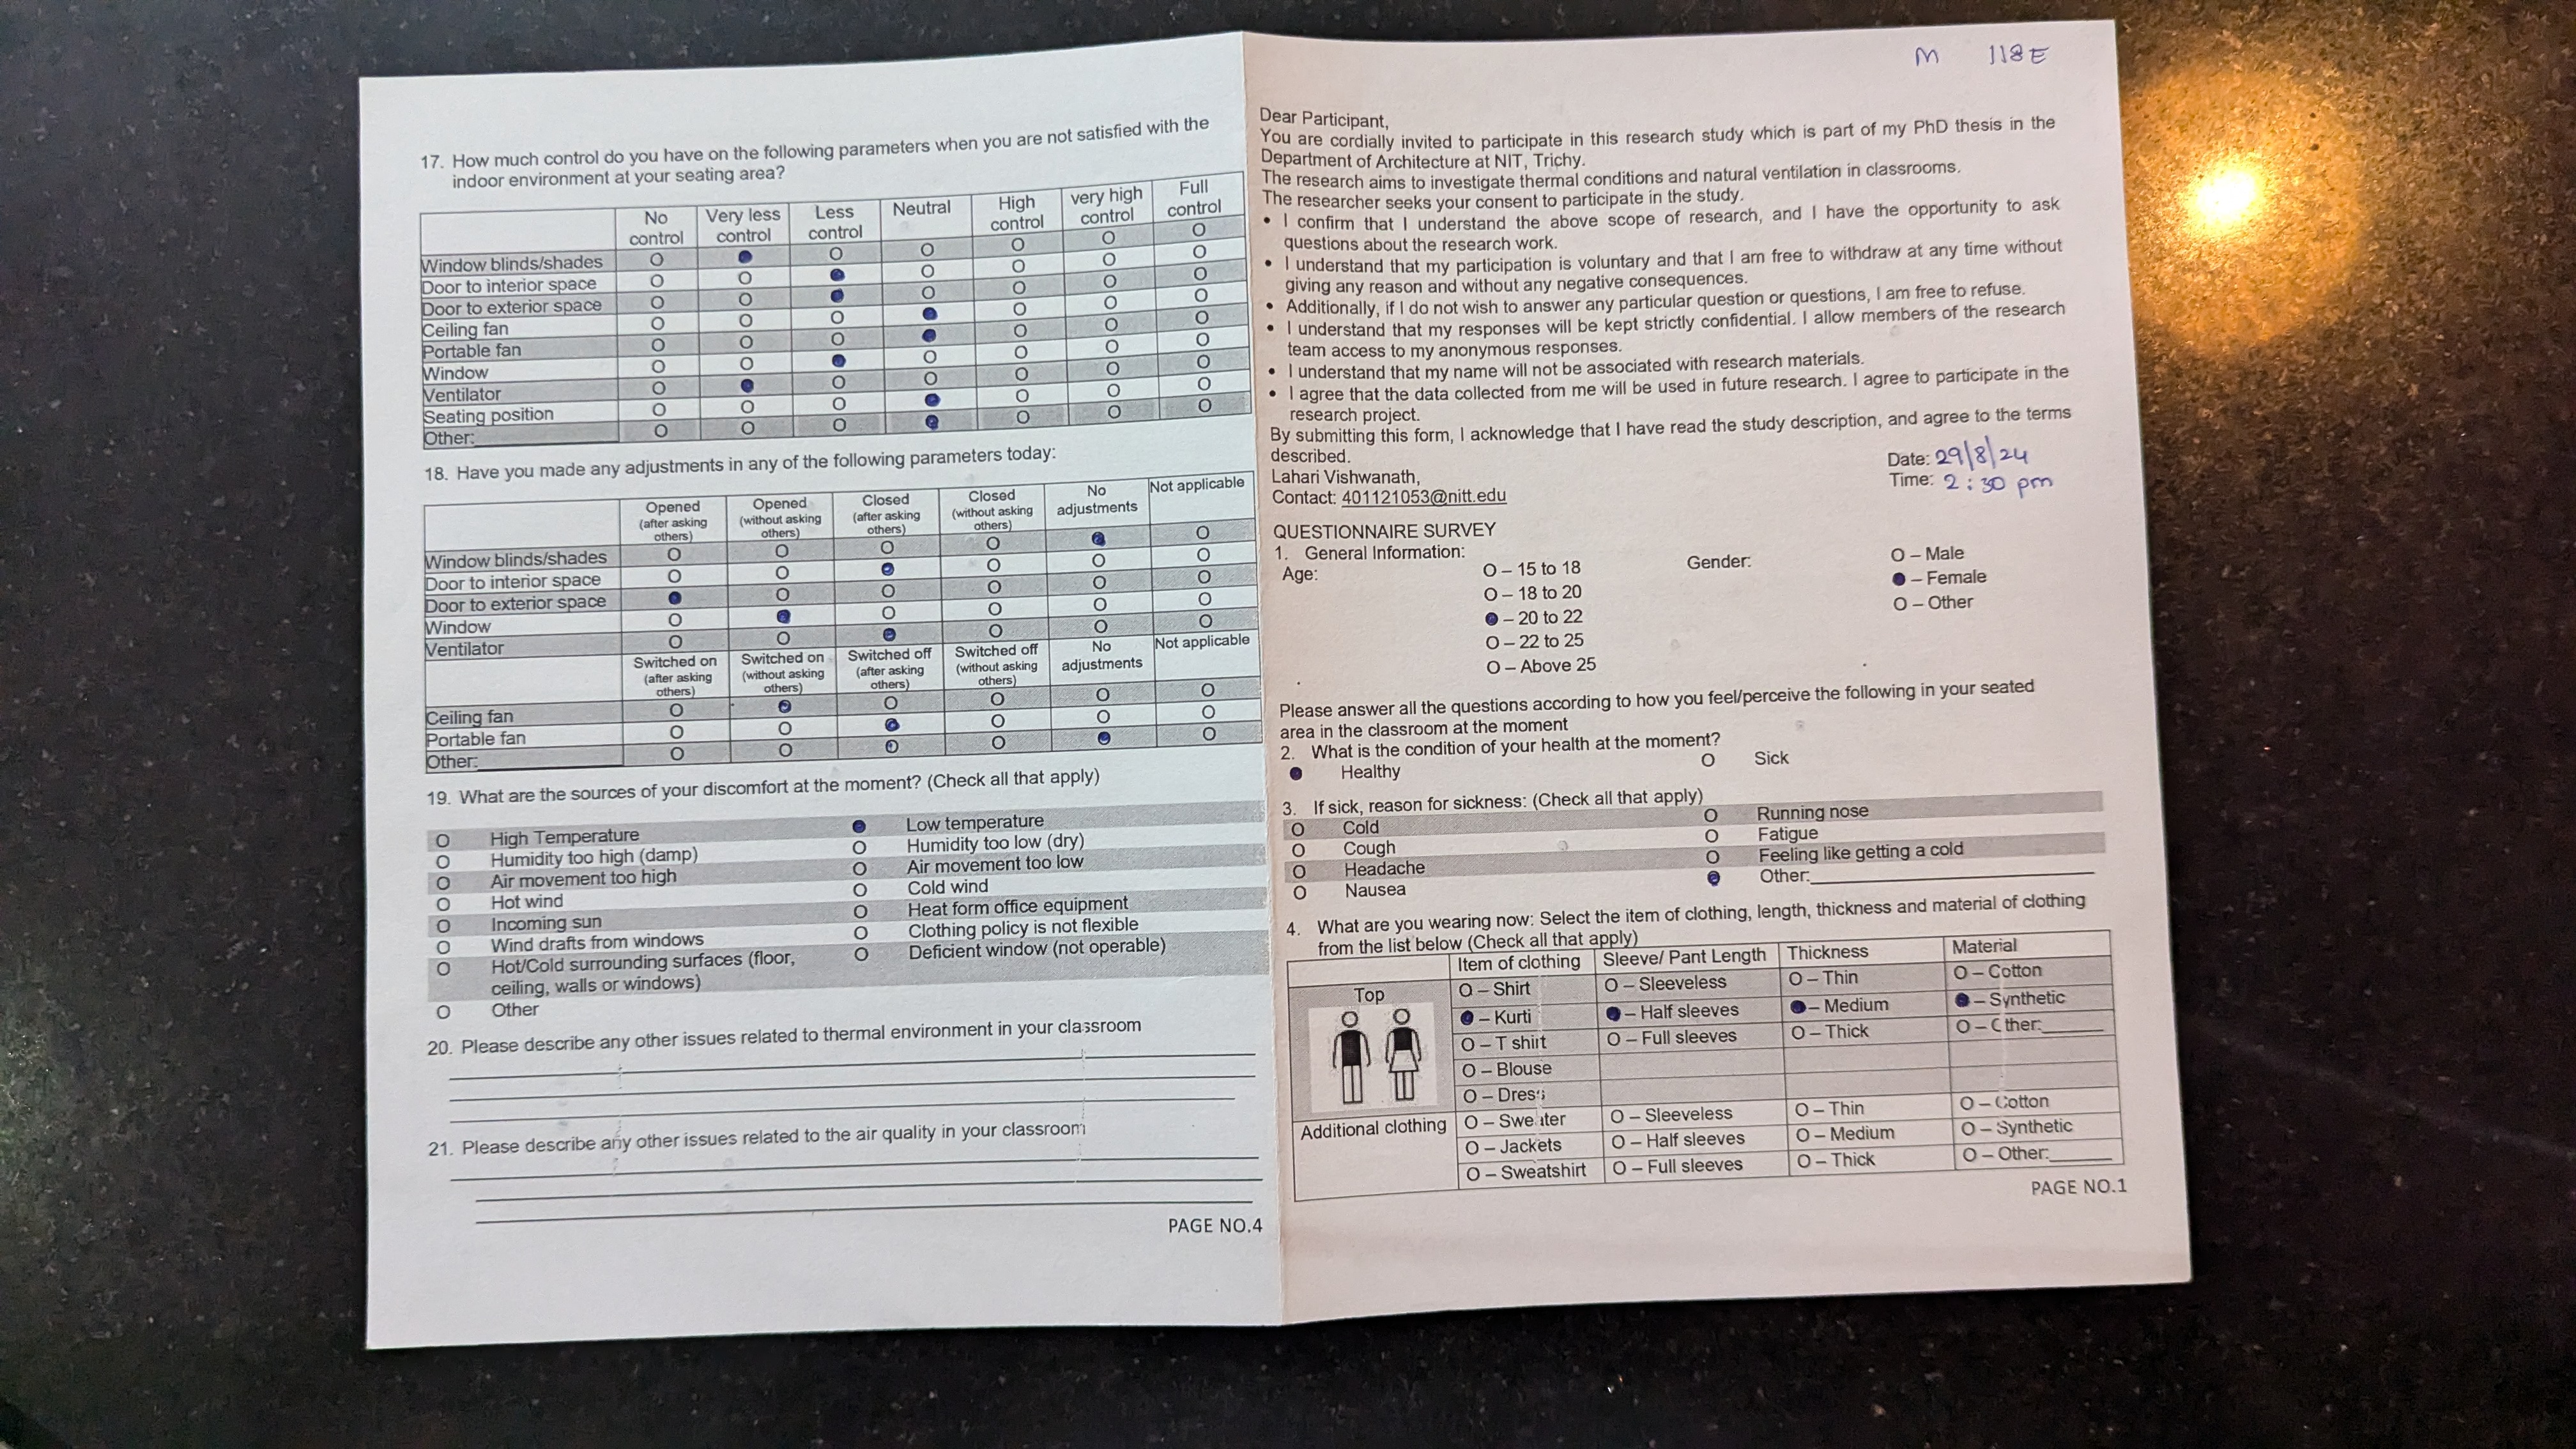 17. How much control do you have on the following parameters when you are not satisfied with the
indoor environment at your seating area?
No control Very less control Less control Neutral High control very high control Full control
Window blinds/shades O ● O O O O O
Door to interior space O O ● O O O O
Door to exterior space O O ● O O O O
Ceiling fan O O O ● O O O
Portable fan O O O ● O O O
Window O O ● O O O O
Ventilator O ● O O O O O
Seating position O O O ● O O O
Other: O O O ● O O O
18. Have you made any adjustments in any of the following parameters today:
Opened (after asking others) Opened (without asking others) Closed (after asking others) Closed (without asking others) No adjustments Not applicable
Window blinds/shades O O O O ● O
Door to interior space O O ● O O O
Door to exterior space ● O O O O O
Window O ● O O O O
Ventilator O O ● O O O
Switched on (after asking others) Switched on (without asking others) Switched off (after asking others) Switched off (without asking others) No adjustments Not applicable
Ceiling fan O ● O O O O
Portable fan O O ● O O O
Other: O O O O ● O
19. What are the sources of your discomfort at the moment? (Check all that apply)
O High Temperature ● Low temperature
O Humidity too high (damp) O Humidity too low (dry)
O Air movement too high O Air movement too low
O Hot wind O Cold wind
O Incoming sun O Heat form office equipment
O Wind drafts from windows O Clothing policy is not flexible
O Hot/Cold surrounding surfaces (floor, O Deficient window (not operable)
ceiling, walls or windows)
O Other
20. Please describe any other issues related to thermal environment in your classroom
21. Please describe any other issues related to the air quality in your classroom
PAGE NO.4
M 118E
Dear Participant,
You are cordially invited to participate in this research study which is part of my PhD thesis in the
Department of Architecture at NIT, Trichy.
The research aims to investigate thermal conditions and natural ventilation in classrooms.
The researcher seeks your consent to participate in the study.
• I confirm that I understand the above scope of research, and I have the opportunity to ask
questions about the research work.
• I understand that my participation is voluntary and that I am free to withdraw at any time without
giving any reason and without any negative consequences.
• Additionally, if I do not wish to answer any particular question or questions, I am free to refuse.
• I understand that my responses will be kept strictly confidential. I allow members of the research
team access to my anonymous responses.
• I understand that my name will not be associated with research materials.
• I agree that the data collected from me will be used in future research. I agree to participate in the
research project.
By submitting this form, I acknowledge that I have read the study description, and agree to the terms
described.
Lahari Vishwanath,
Contact: 401121053@nitt.edu
Date: 29/8/24
Time: 2:30 pm
QUESTIONNAIRE SURVEY
1. General Information:
Age:
O – 15 to 18
O – 18 to 20
● – 20 to 22
O – 22 to 25
O – Above 25
Gender:
O – Male
● – Female
O – Other
Please answer all the questions according to how you feel/perceive the following in your seated
area in the classroom at the moment
2. What is the condition of your health at the moment?
● Healthy O Sick
3. If sick, reason for sickness: (Check all that apply)
O Cold O Running nose
O Cough O Fatigue
O Headache O Feeling like getting a cold
O Nausea ● Other:
4. What are you wearing now: Select the item of clothing, length, thickness and material of clothing
from the list below (Check all that apply)
Item of clothing Sleeve/ Pant Length Thickness Material
Top O – Shirt O – Sleeveless O – Thin O – Cotton
● – Kurti ● – Half sleeves ● – Medium ● – Synthetic
O – T shirt O – Full sleeves O – Thick O – Other:
O – Blouse
O – Dress
Additional clothing O – Sweater O – Sleeveless O – Thin O – Cotton
O – Jackets O – Half sleeves O – Medium O – Synthetic
O – Sweatshirt O – Full sleeves O – Thick O – Other:
PAGE NO.1